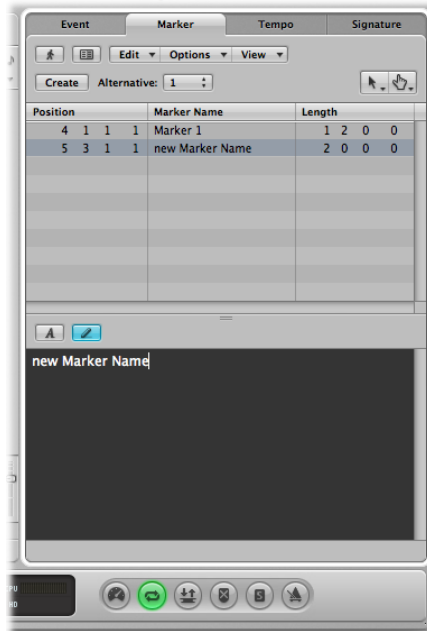 Event Marker Tempo Signature
Edit Options View
Create Alternative: 1
Position Marker Name Length
4 1 1 1 Marker 1 1 2 0 0
5 3 1 1 new Marker Name 2 0 0 0
A
new Marker Name
S